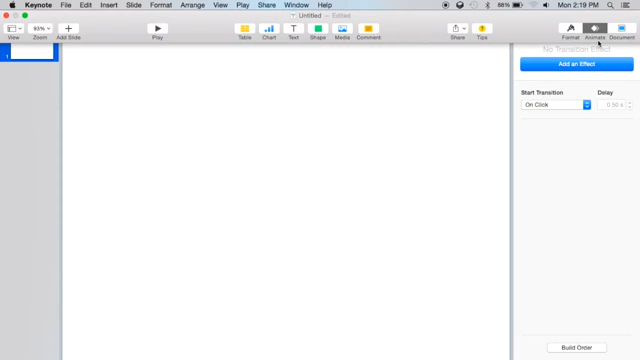 Keynote File Edit Insert Slide Format Arrange View Play Share Window Help 88% Mon 2:19 PM
Untitled — Edited
93%
View Zoom Add Slide Play Table Chart Text Shape Media Comment Share Tips Format Animate Document
No Transition Effect
1
Add an Effect
Start Transition Delay
On Click 0.50 s
Build Order